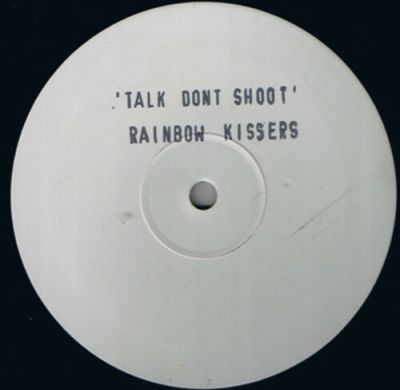 'TALK DONT SHOOT'
RAINBOW KISSERS